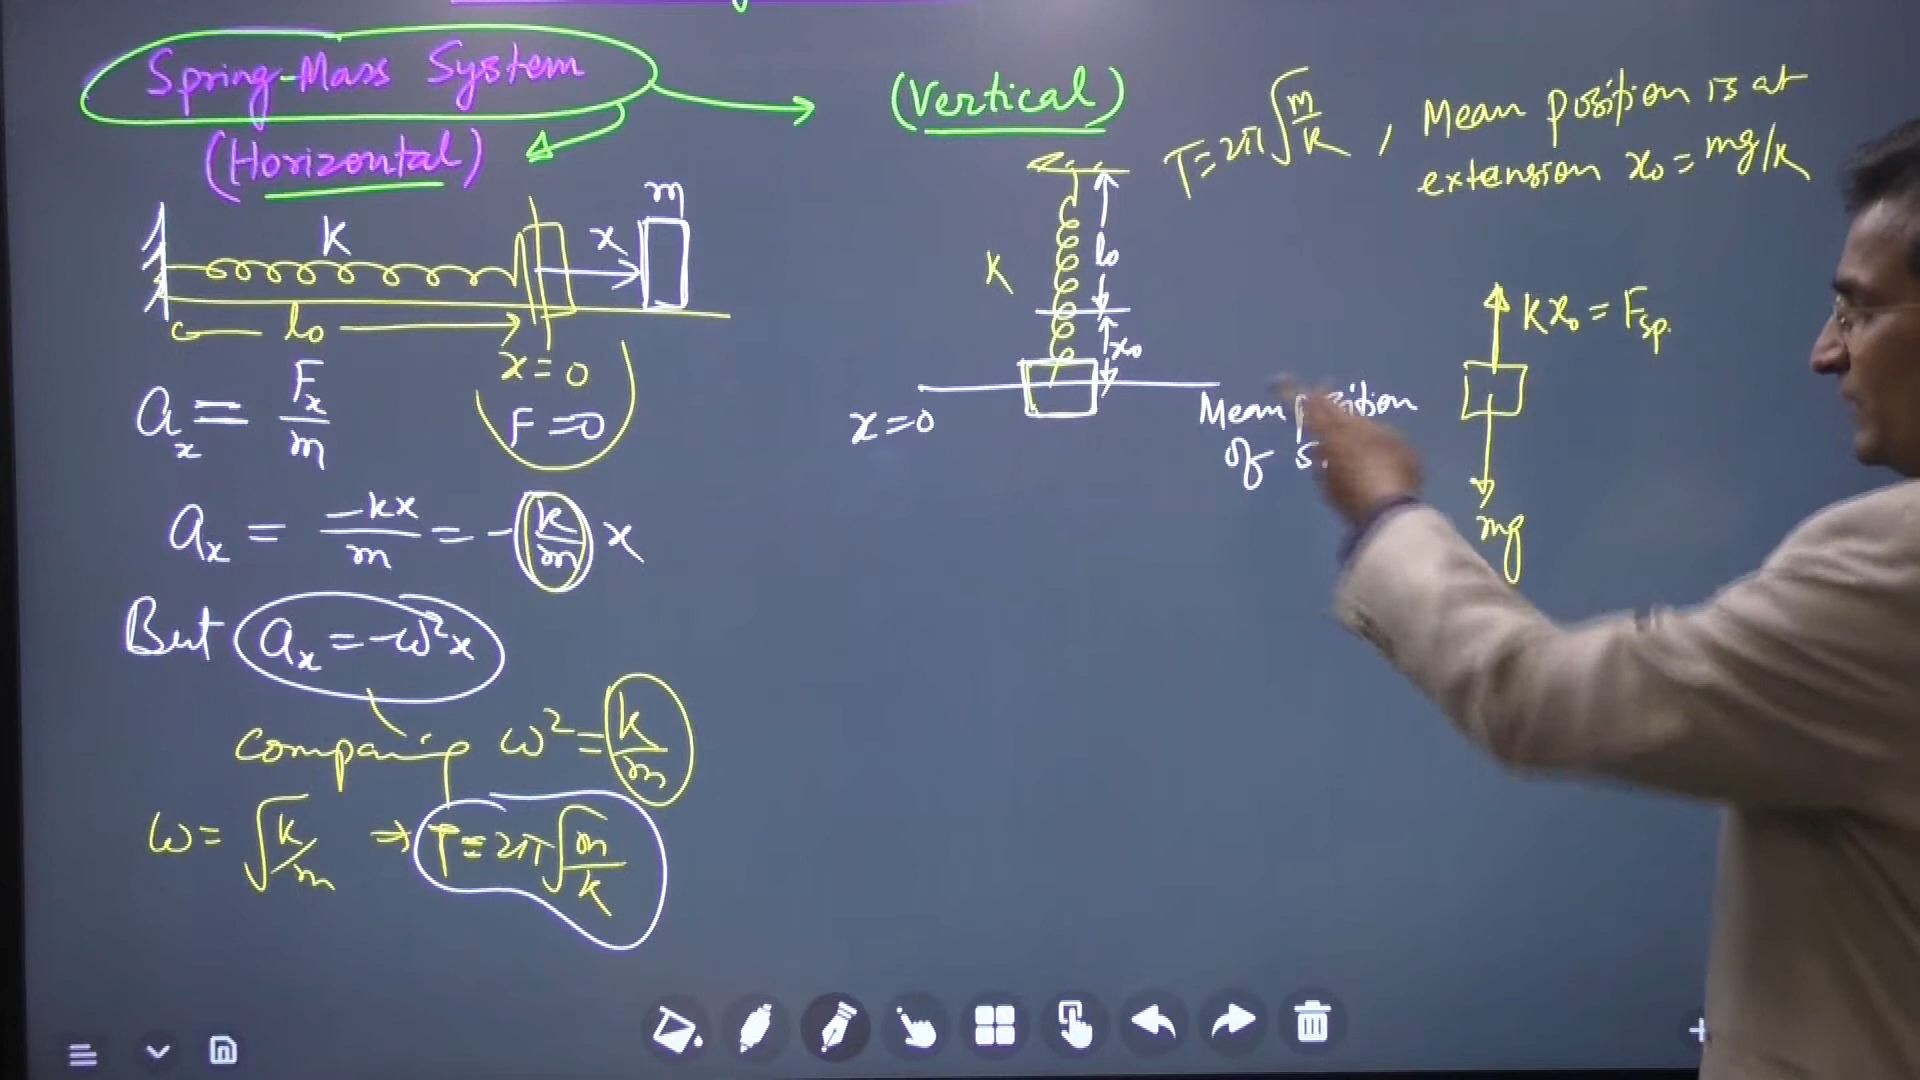 Spring-Mass System
(Horizontal)
K
x
m
l₀
x = 0
F = 0
aₓ = Fₓ/m
aₓ = -kx/m = -(k/m) x
But aₓ = -ω²x
comparing ω² = k/m
ω = √(k/m) ⇒ T = 2π√(m/k)
(Vertical)
T = 2π√(m/k) , Mean position is at
extension x₀ = mg/k
K
l₀
x₀
x = 0
Mean position
of S.
Kx₀ = Fsp.
mg